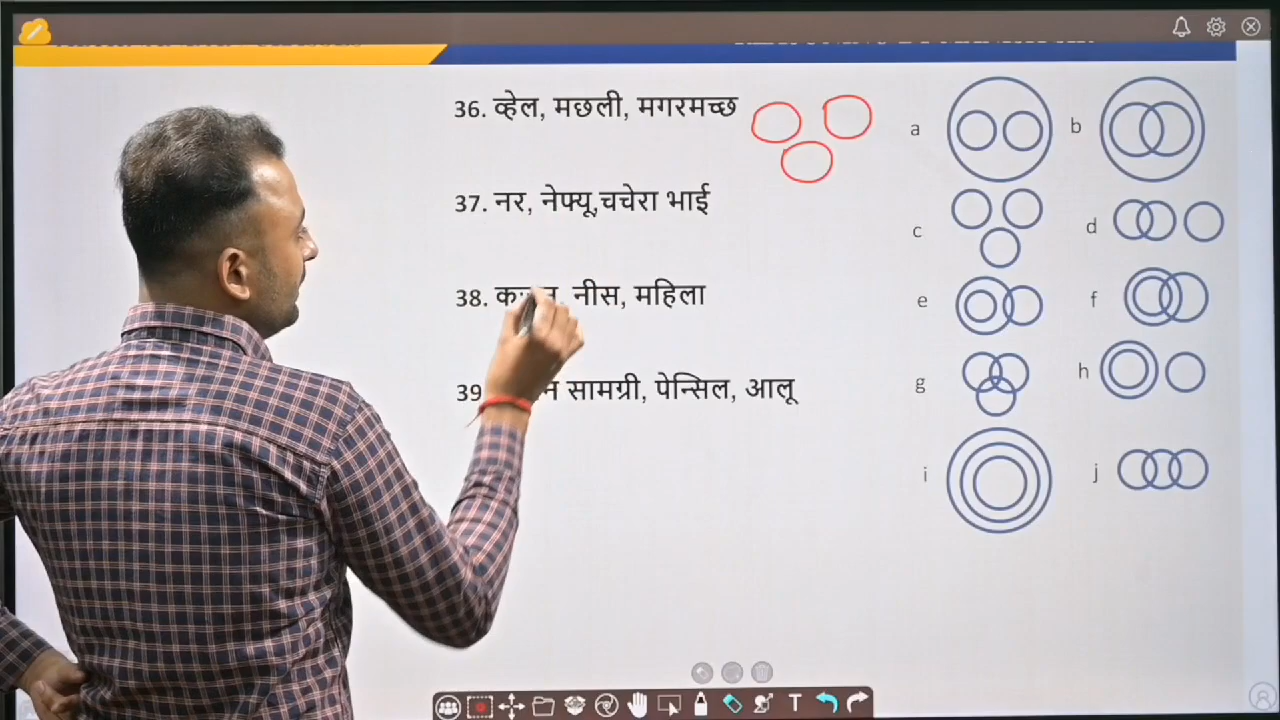 36. व्हेल, मछली, मगरमच्छ
a
b
37. नर, नेफ्यू,चचेरा भाई
c
d
38. नीस, महिला
e
f
39 सामग्री, पेन्सिल, आलू
g
h
i
j
T